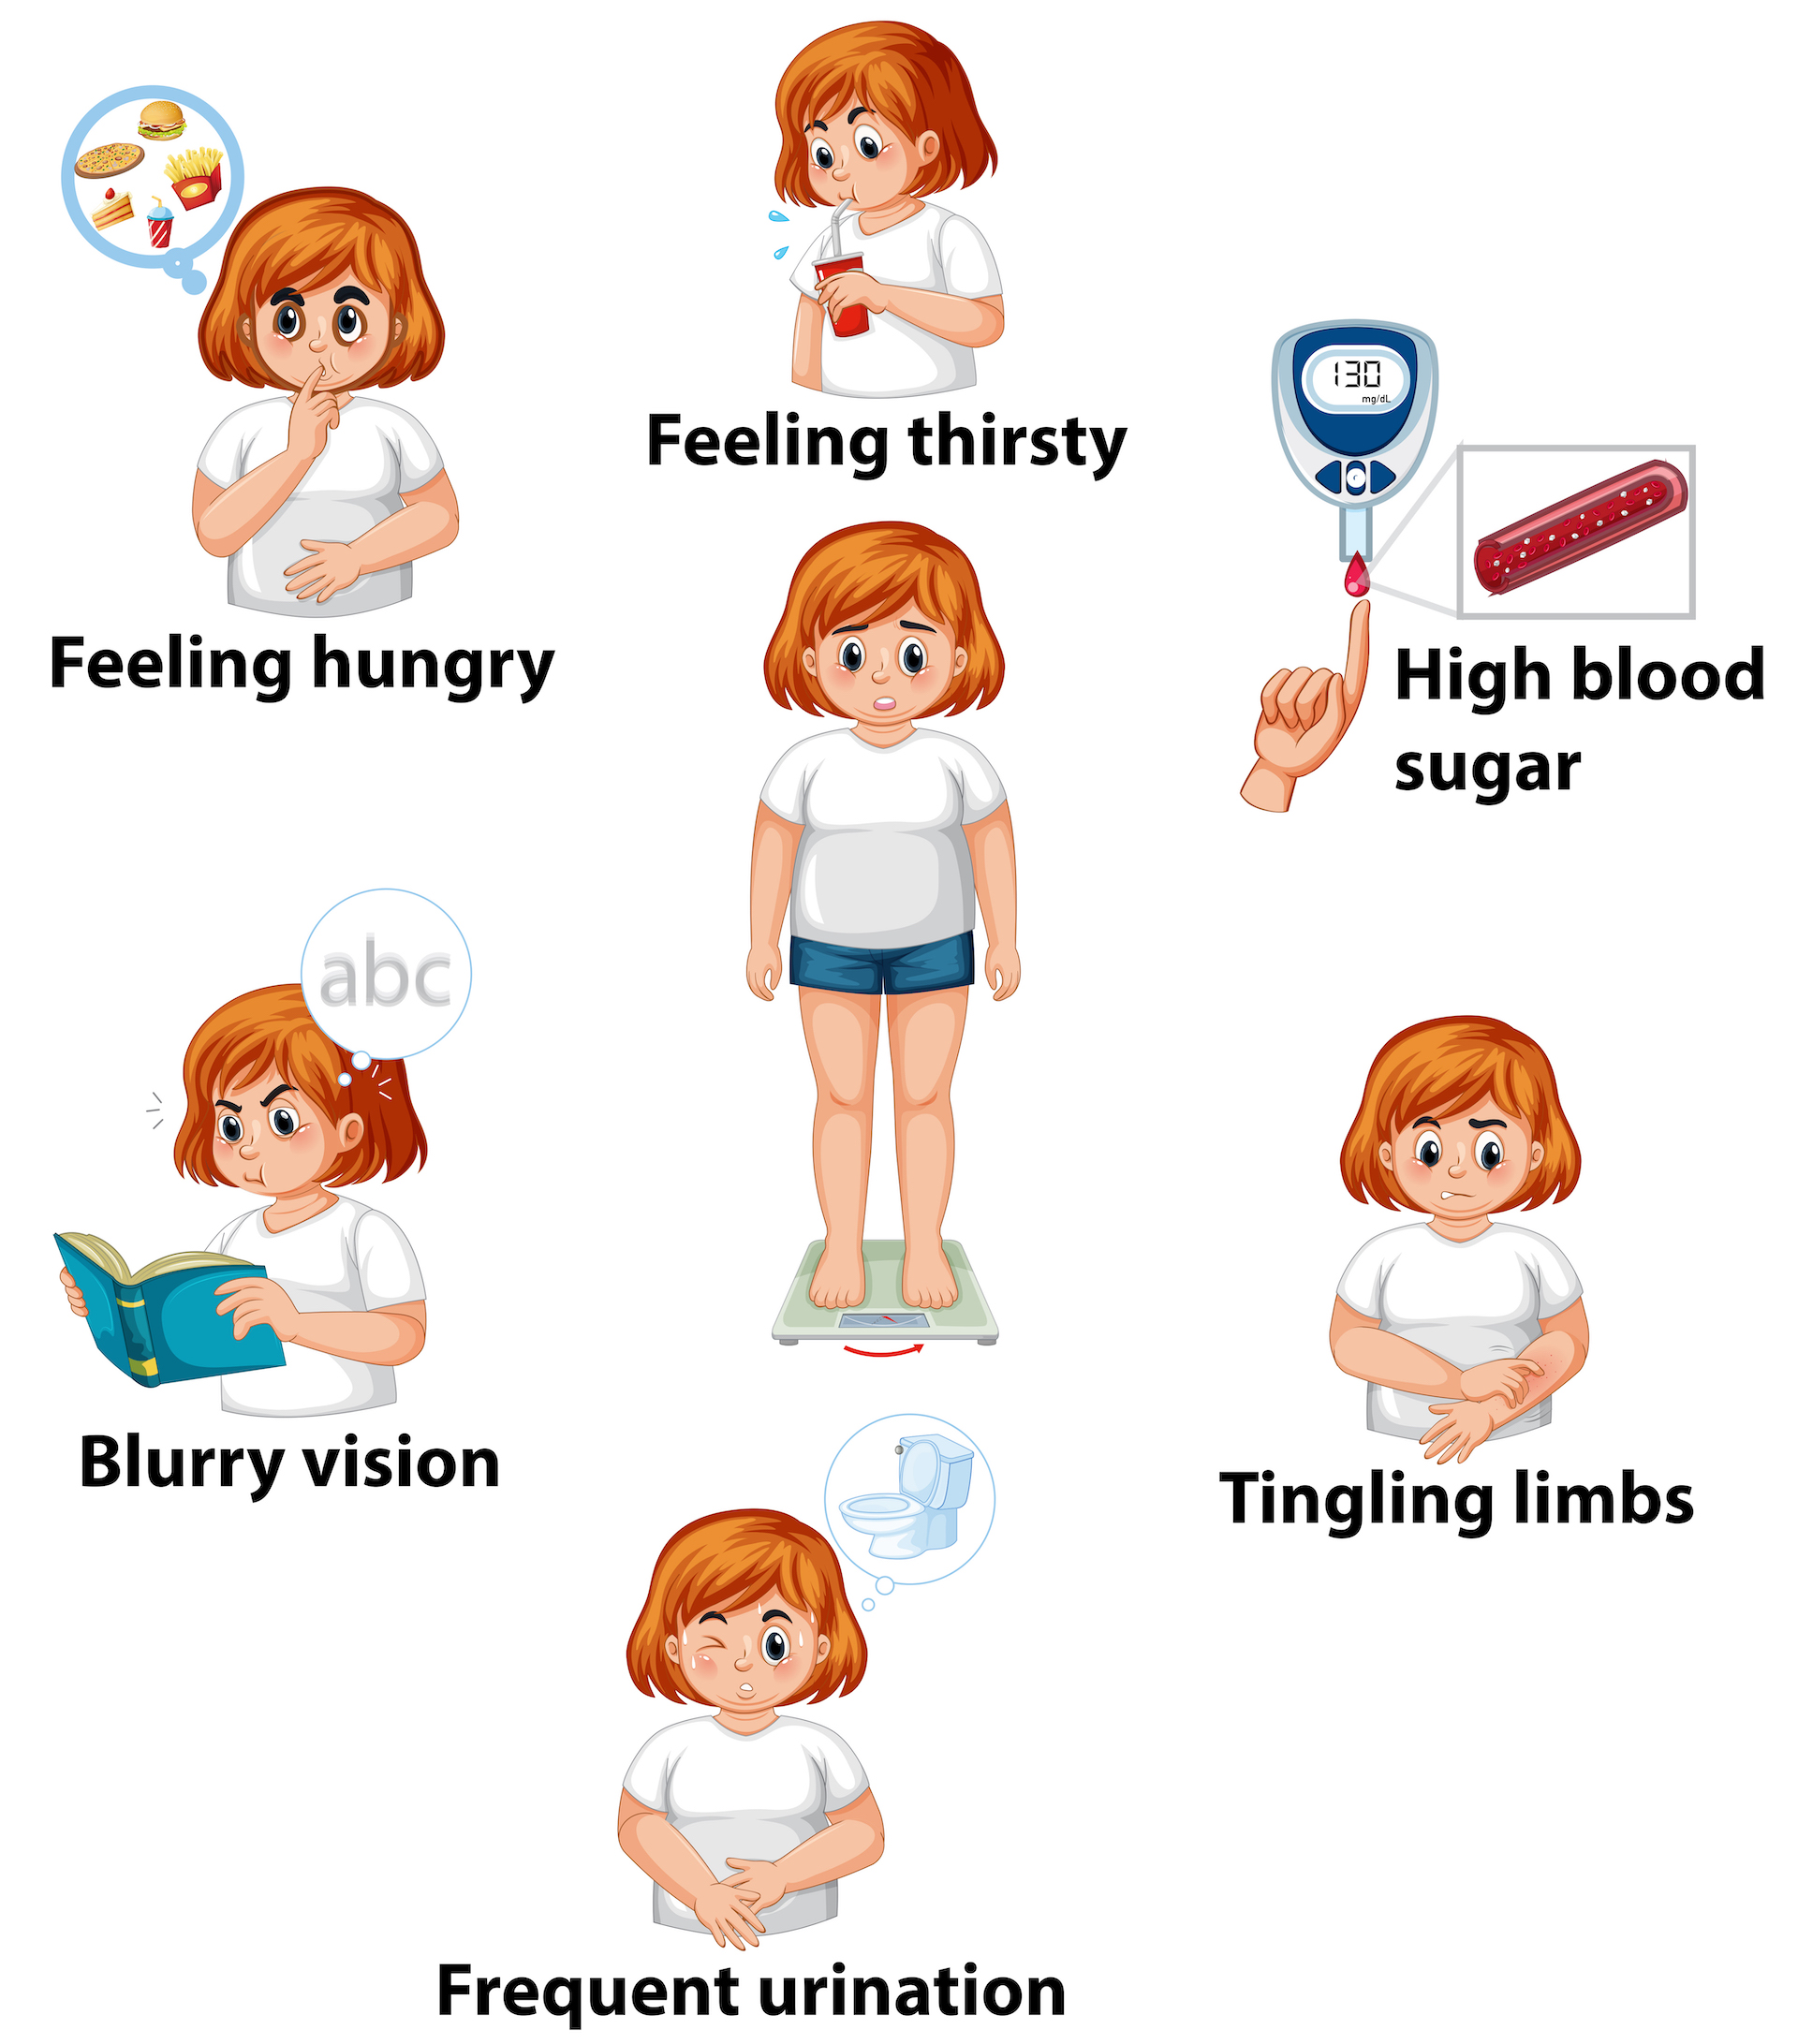 Feeling thirsty
130
mg/dL
Feeling hungry
High blood
sugar
abc
Blurry vision
Tingling limbs
Frequent urination